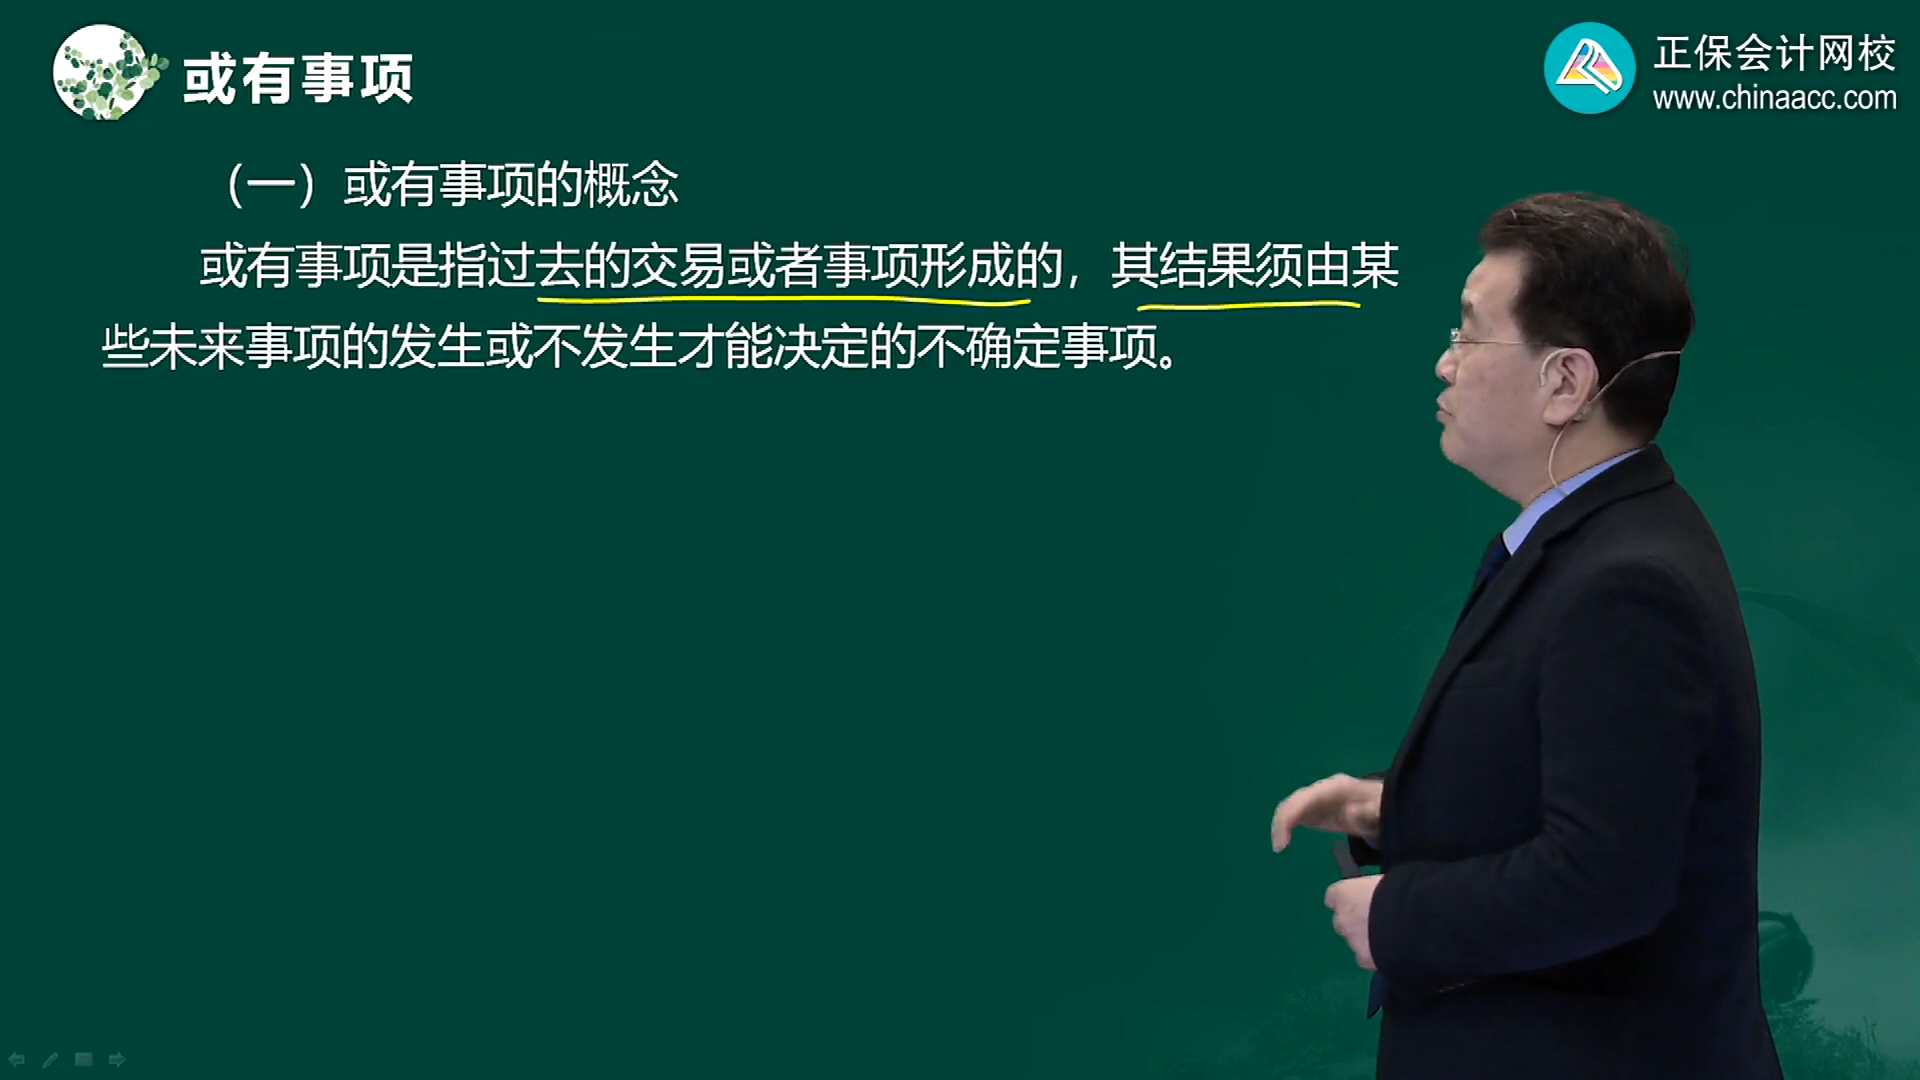 或有事项
正保会计网校
www.chinaacc.com
（一）或有事项的概念
或有事项是指过去的交易或者事项形成的，其结果须由某
些未来事项的发生或不发生才能决定的不确定事项。